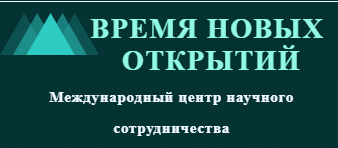 ВРЕМЯ НОВЫХ
ОТКРЫТИЙ
Международный центр научного
сотрудничества